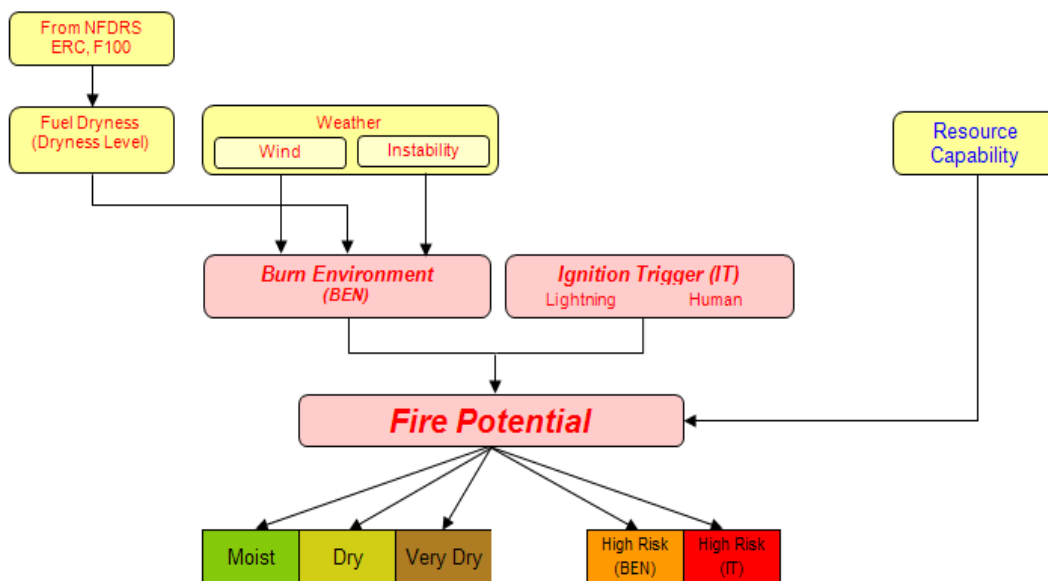 From NFDRS
ERC, F100
Fuel Dryness
(Dryness Level)
Weather
Wind
Instability
Resource
Capability
Burn Environment
(BEN)
Ignition Trigger (IT)
Lightning
Human
Fire Potential
Moist
Dry
Very Dry
High Risk
(BEN)
High Risk
(IT)